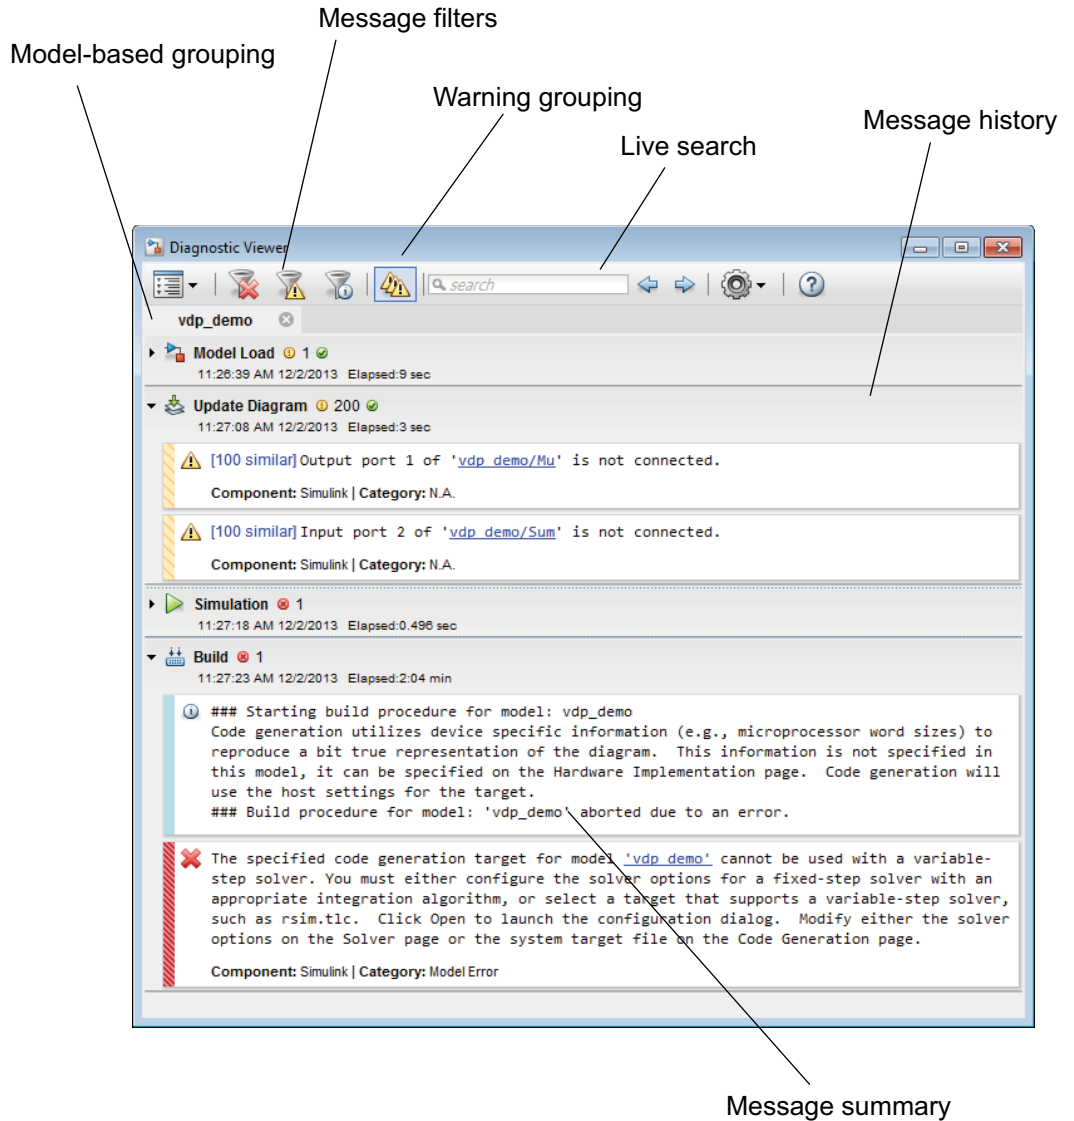 Message filters
Model-based grouping
Warning grouping
Message history
Live search
Diagnostic Viewer
search
vdp_demo
Model Load 1
11:26:39 AM 12/2/2013 Elapsed:9 sec
Update Diagram 200
11:27:08 AM 12/2/2013 Elapsed:3 sec
[100 similar] Output port 1 of 'vdp_demo/Mu' is not connected.
Component: Simulink | Category: N.A.
[100 similar] Input port 2 of 'vdp_demo/Sum' is not connected.
Component: Simulink | Category: N.A.
Simulation 1
11:27:18 AM 12/2/2013 Elapsed:0.496 sec
Build 1
11:27:23 AM 12/2/2013 Elapsed:2:04 min
### Starting build procedure for model: vdp_demo
Code generation utilizes device specific information (e.g., microprocessor word sizes) to
reproduce a bit true representation of the diagram. This information is not specified in
this model, it can be specified on the Hardware Implementation page. Code generation will
use the host settings for the target.
### Build procedure for model: 'vdp_demo' aborted due to an error.
The specified code generation target for model 'vdp_demo' cannot be used with a variable-
step solver. You must either configure the solver options for a fixed-step solver with an
appropriate integration algorithm, or select a target that supports a variable-step solver,
such as rsim.tlc. Click Open to launch the configuration dialog. Modify either the solver
options on the Solver page or the system target file on the Code Generation page.
Component: Simulink | Category: Model Error
Message summary